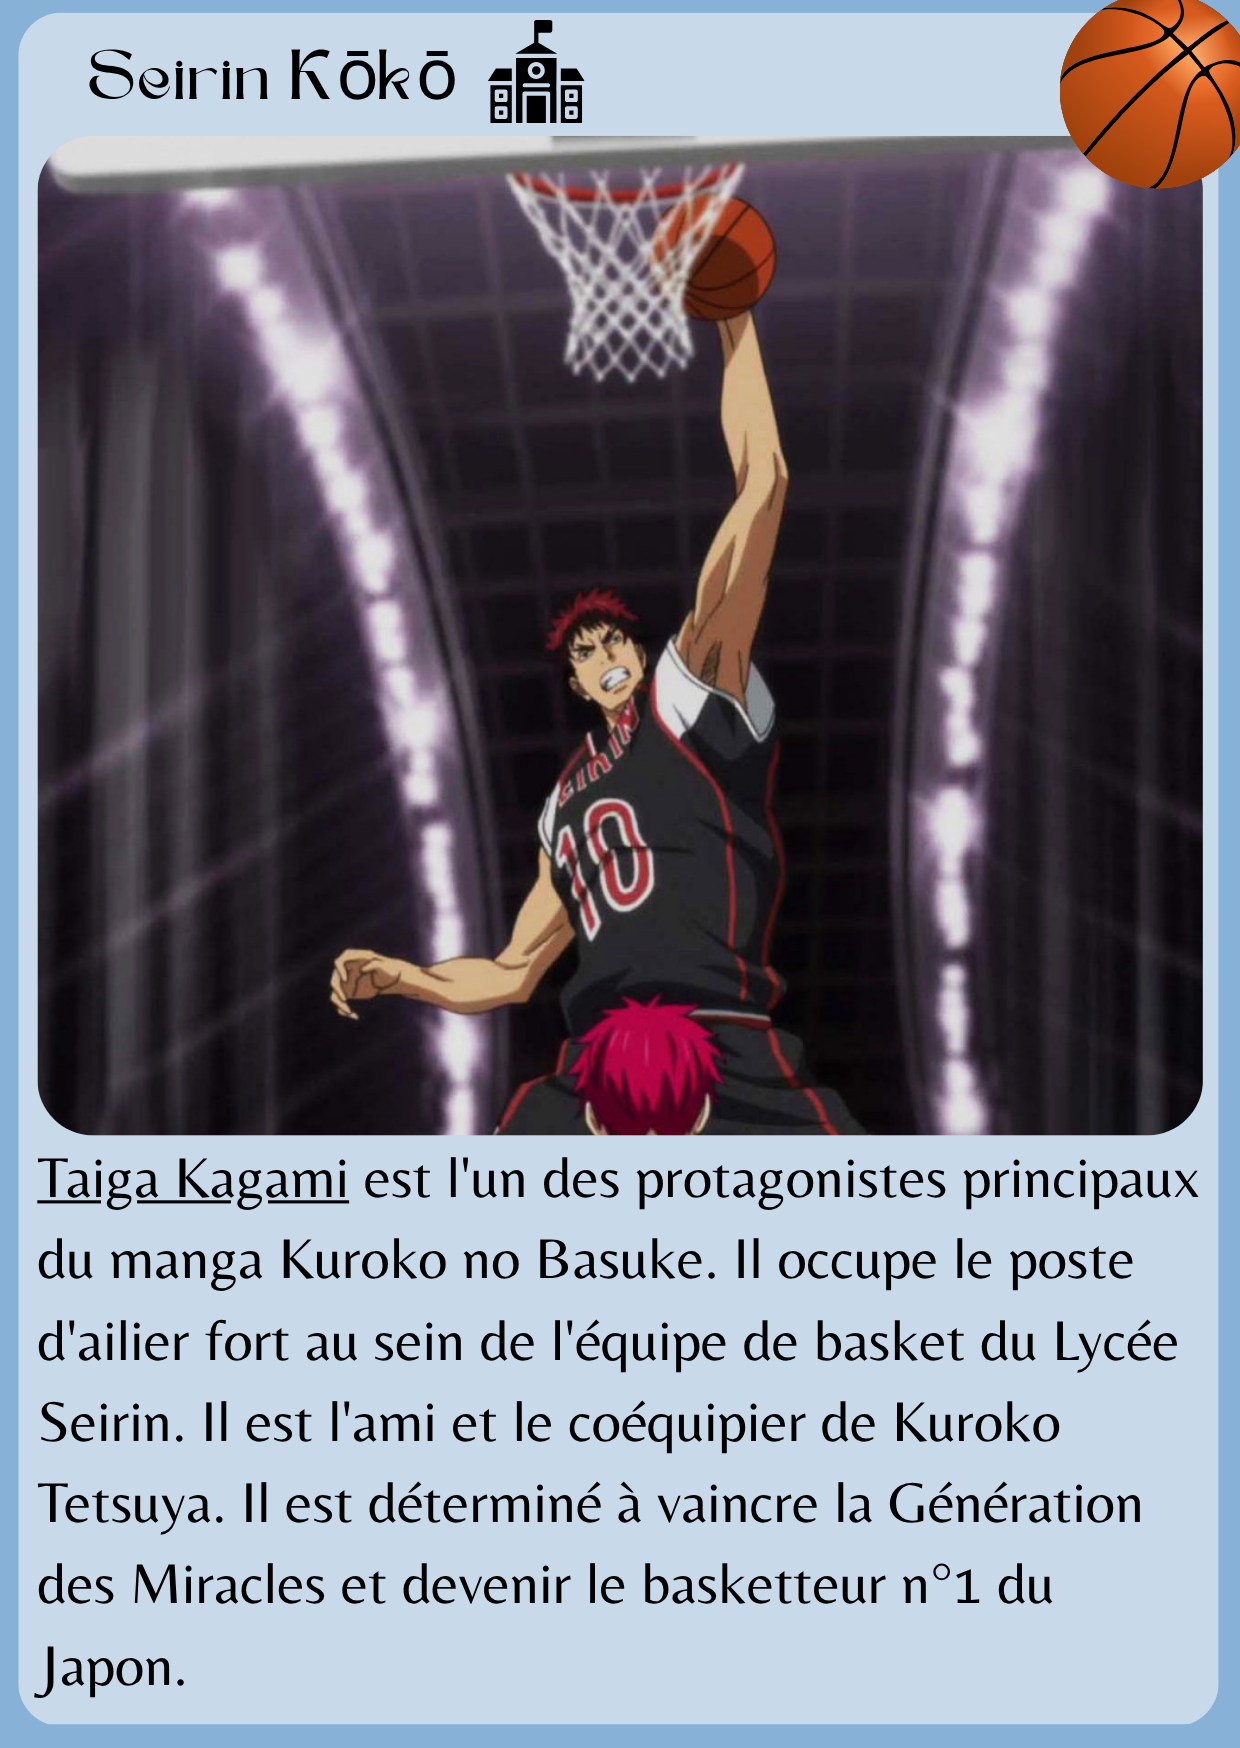 Seirin Kōkō
SEIRIN
10
Taiga Kagami est l'un des protagonistes principaux
du manga Kuroko no Basuke. Il occupe le poste
d'ailier fort au sein de l'équipe de basket du Lycée
Seirin. Il est l'ami et le coéquipier de Kuroko
Tetsuya. Il est déterminé à vaincre la Génération
des Miracles et devenir le basketteur n°1 du
Japon.